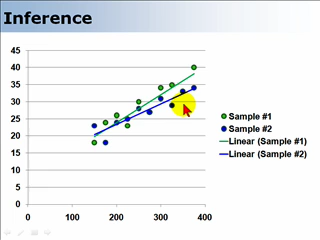 Inference
45
40
35
30
25
20
15
10
5
0
0 100 200 300 400
Sample #1
Sample #2
Linear (Sample #1)
Linear (Sample #2)